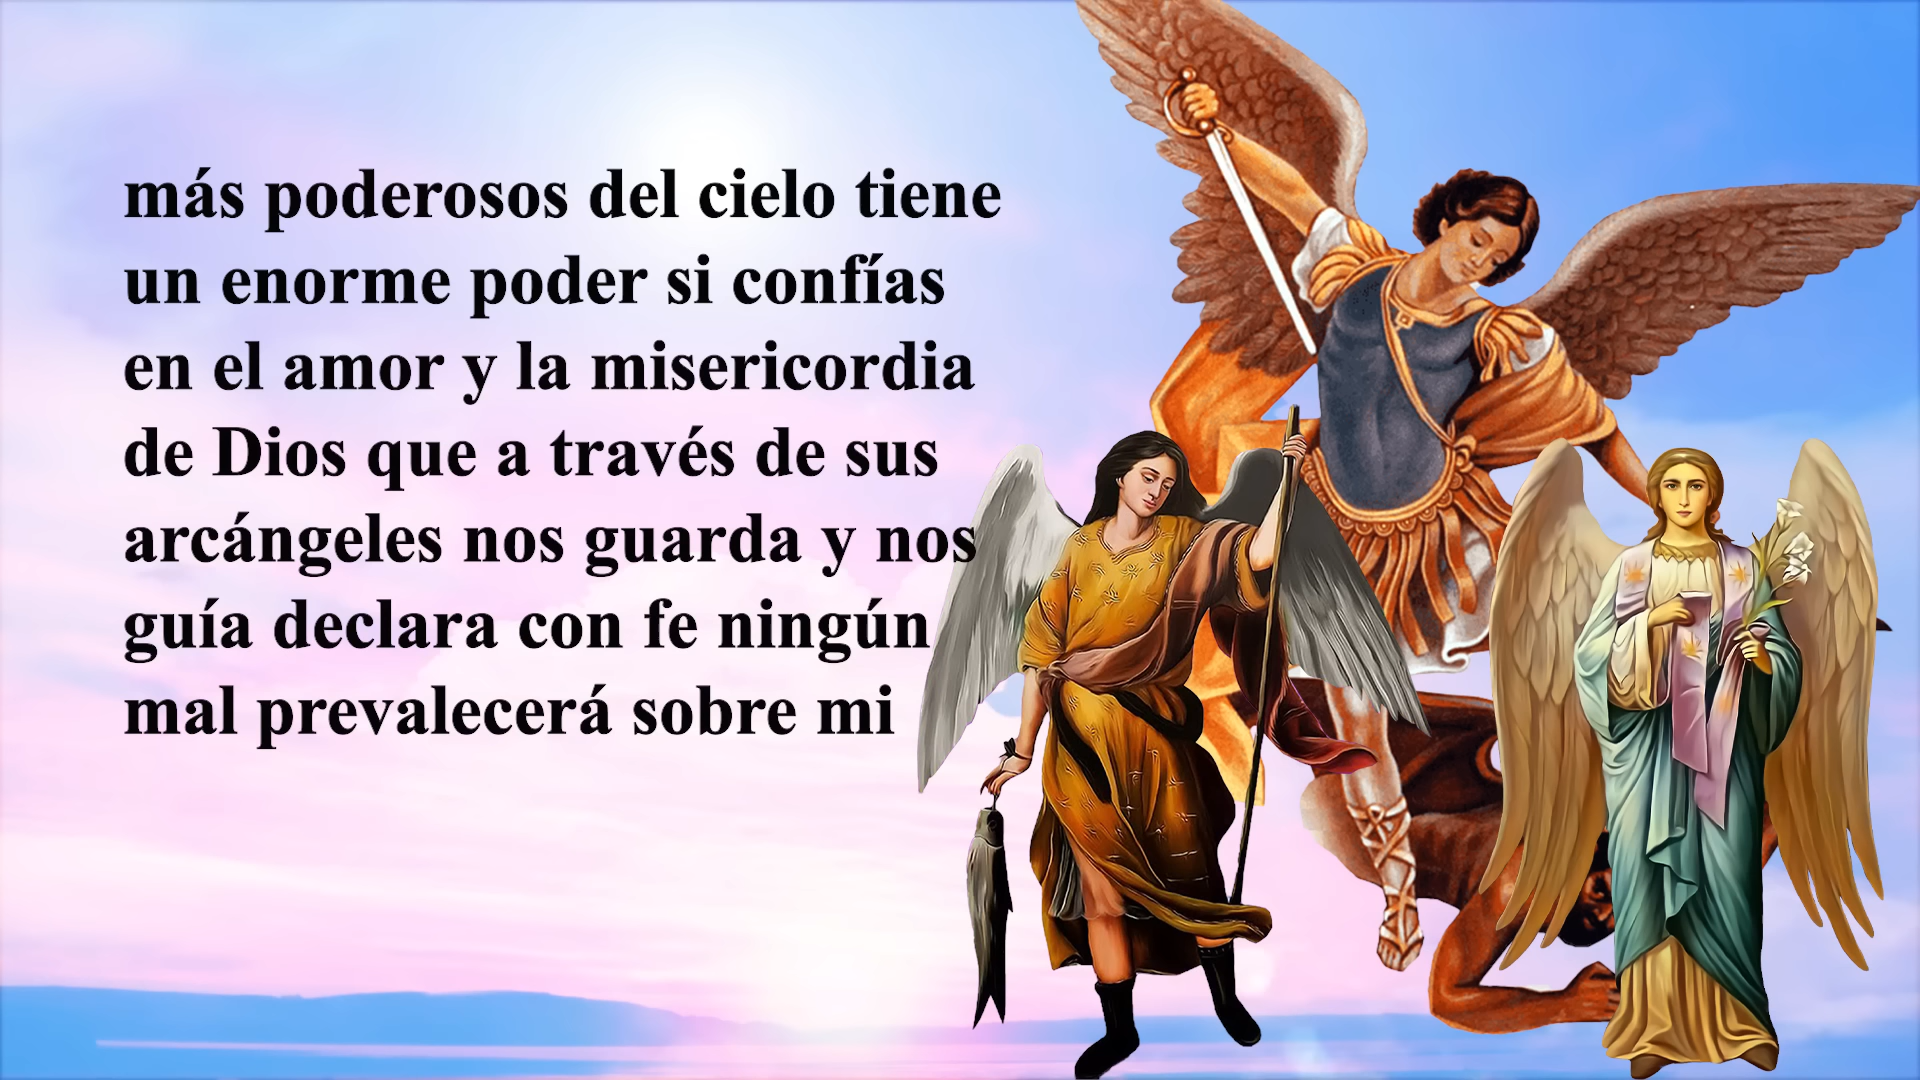 más poderosos del cielo tiene
un enorme poder si confías
en el amor y la misericordia
de Dios que a través de sus
arcángeles nos guarda y nos
guía declara con fe ningún
mal prevalecerá sobre mi